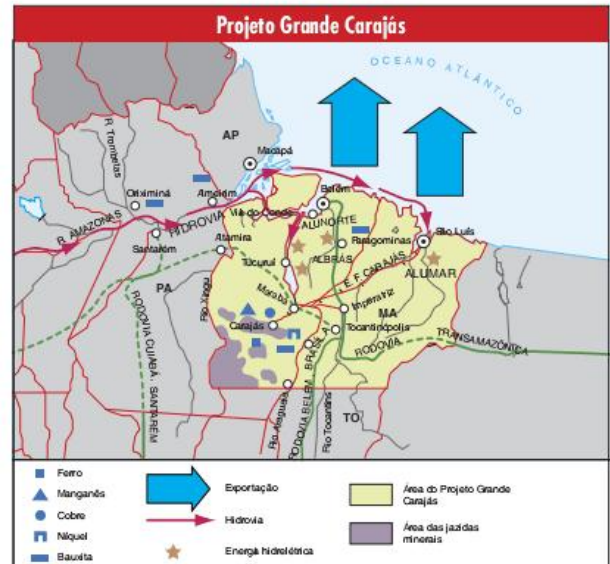 Projeto Grande Carajás
OCEANO ATLÂNTICO
R. Trombetas
AP
Macapá
Oriximiná
Almeirim
Belém
Vila do Conde
HIDROVIA
R. AMAZONAS
ALUNORTE
São Luís
Santarém
Altamira
Paragominas
ALBRÁS
ALUMAR
Tucuruí
E. F. CARAJÁS
PA
Rio Xingu
Marabá
Imperatriz
MA
Carajás
Tocantinópolis
RODOVIA TRANSAMAZÔNICA
RODOVIA CUIABÁ - SANTARÉM
RODOVIA BELEM - BRASÍLIA
Rio Araguaia
Rio Tocantins
TO
Ferro
Manganês
Cobre
Níquel
Bauxita
Exportação
Hidrovia
Energia hidrelétrica
Área do Projeto Grande
Carajás
Área das jazidas
minerais